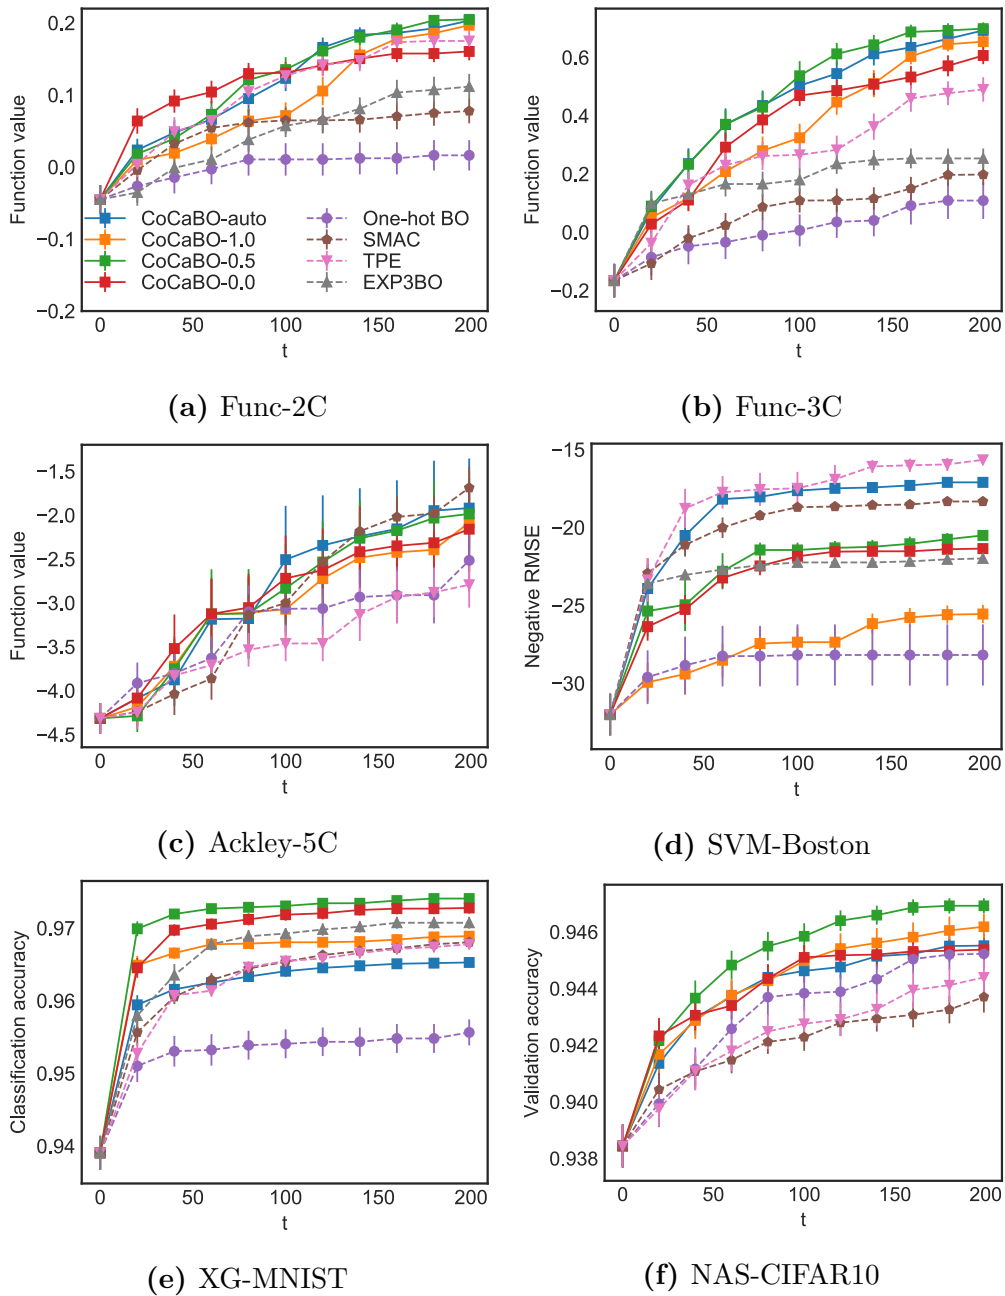 0.2
0.1
0.0
−0.1
−0.2
Function value
CoCaBO-auto
CoCaBO-1.0
CoCaBO-0.5
CoCaBO-0.0
One-hot BO
SMAC
TPE
EXP3BO
0 50 100 150 200
t
(a) Func-2C
0.6
0.4
0.2
0.0
−0.2
Function value
0 50 100 150 200
t
(b) Func-3C
−1.5
−2.0
−2.5
−3.0
−3.5
−4.0
−4.5
Function value
0 50 100 150 200
t
(c) Ackley-5C
−15
−20
−25
−30
Negative RMSE
0 50 100 150 200
t
(d) SVM-Boston
0.97
0.96
0.95
0.94
Classification accuracy
0 50 100 150 200
t
(e) XG-MNIST
0.946
0.944
0.942
0.940
0.938
Validation accuracy
0 50 100 150 200
t
(f) NAS-CIFAR10